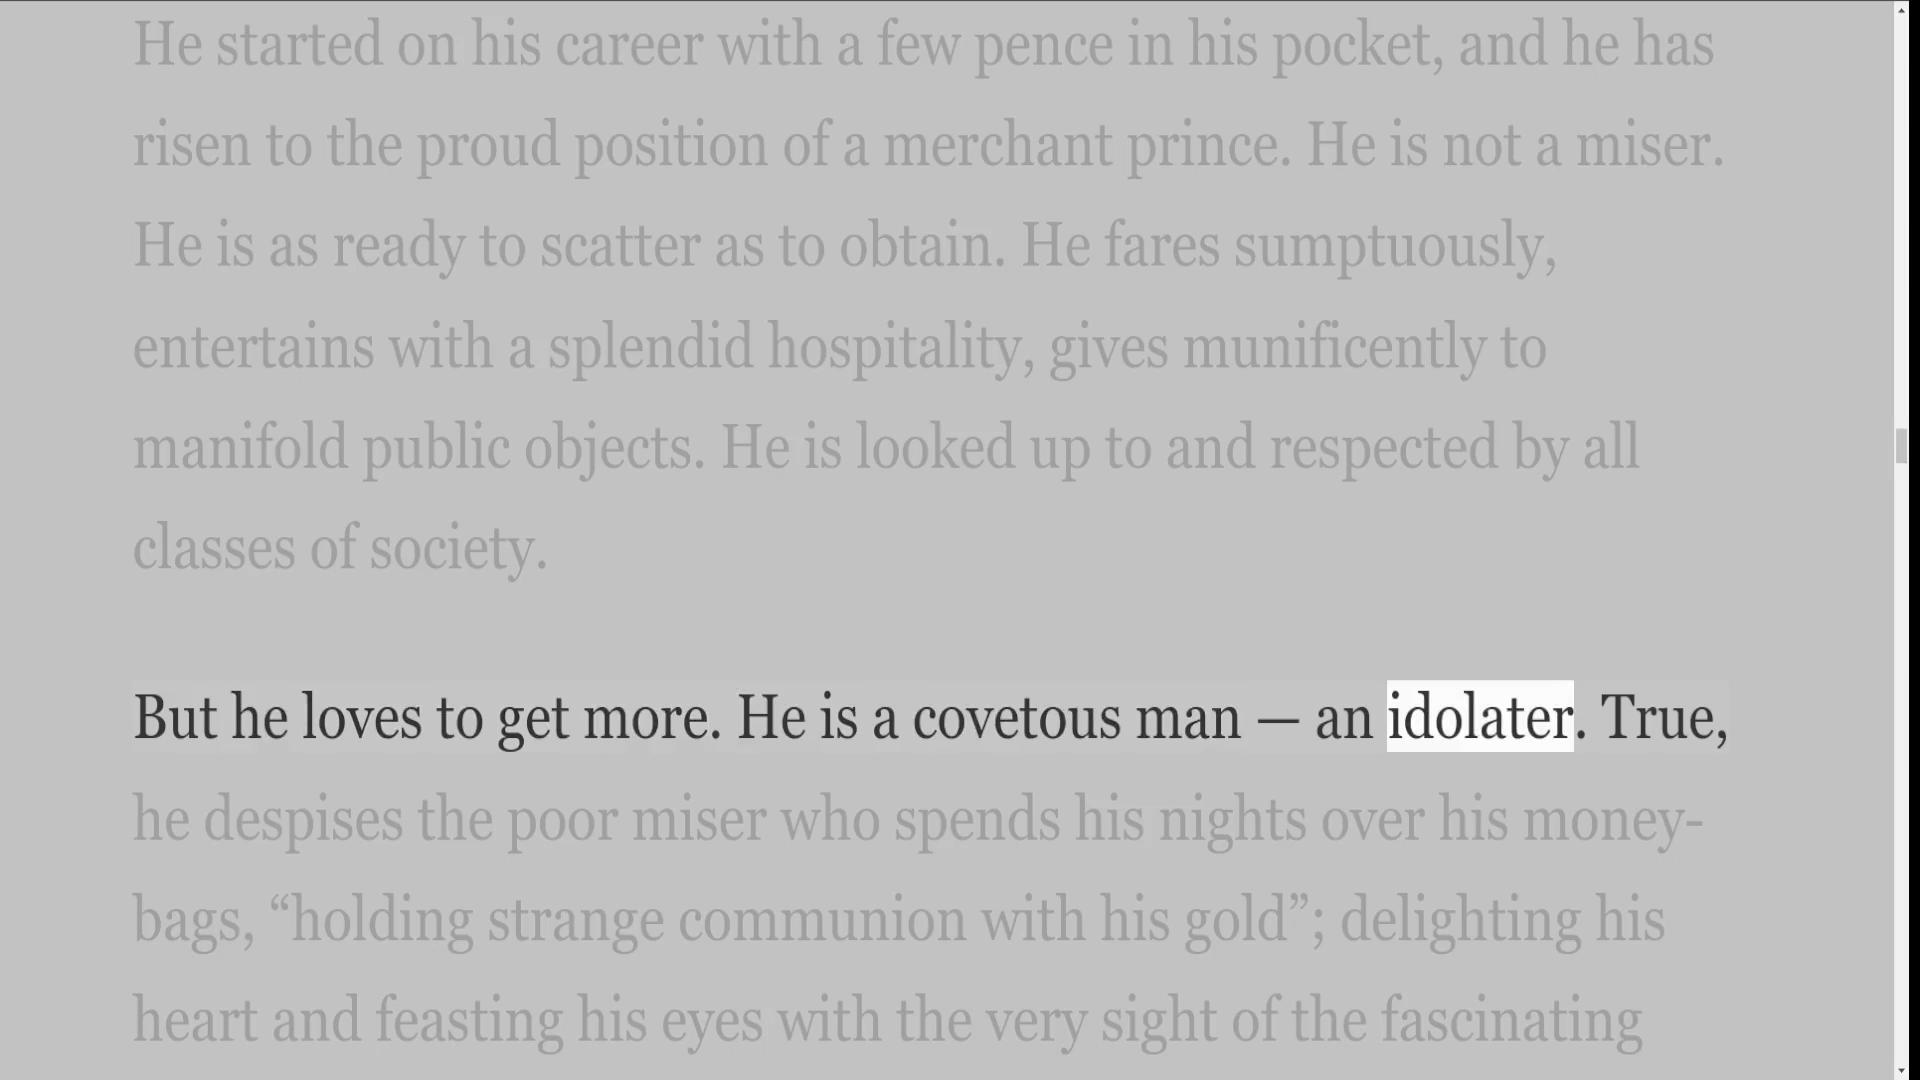 He started on his career with a few pence in his pocket, and he has
risen to the proud position of a merchant prince. He is not a miser.
He is as ready to scatter as to obtain. He fares sumptuously,
entertains with a splendid hospitality, gives munificently to
manifold public objects. He is looked up to and respected by all
classes of society.
But he loves to get more. He is a covetous man — an idolater. True,
he despises the poor miser who spends his nights over his money-
bags, “holding strange communion with his gold”; delighting his
heart and feasting his eyes with the very sight of the fascinating